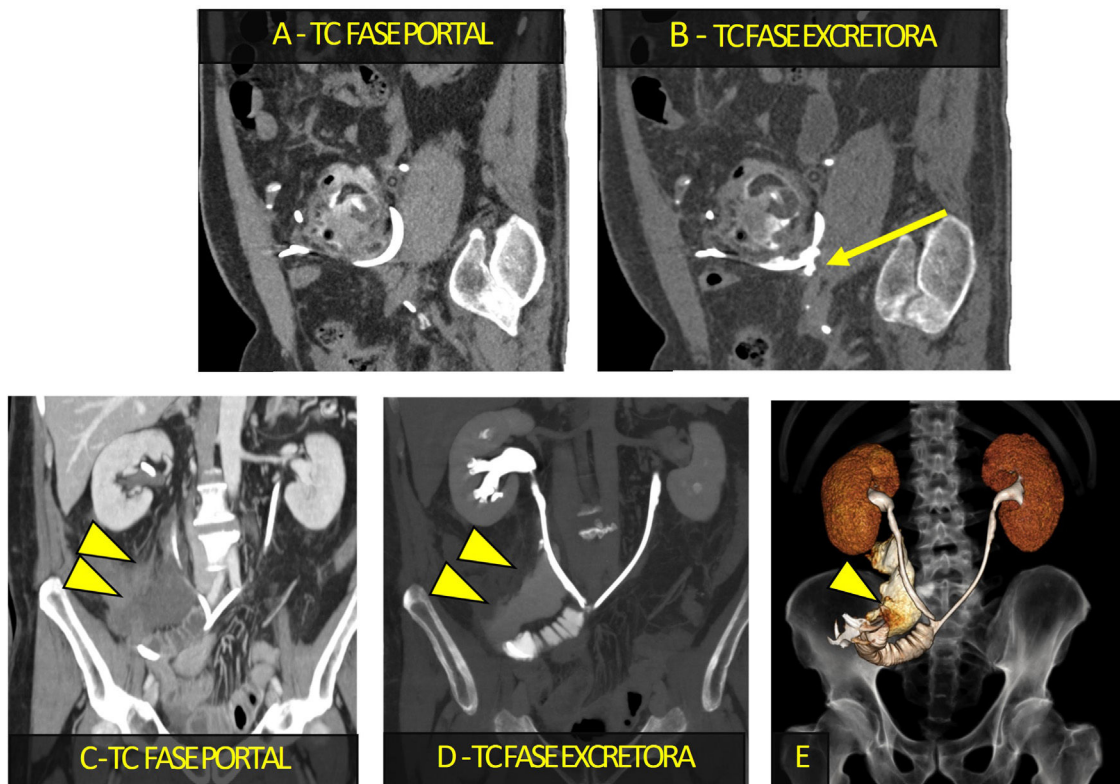 A - TC FASE PORTAL
B - TC FASE EXCRETORA
C - TC FASE PORTAL
D - TC FASE EXCRETORA
E